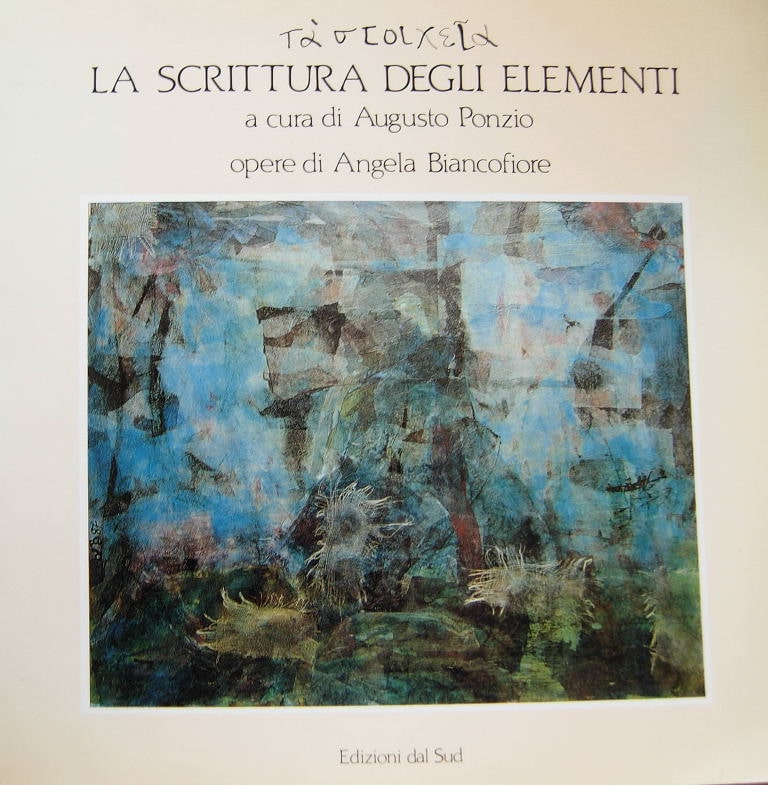 τὰ στοιχεῖα
LA SCRITTURA DEGLI ELEMENTI
a cura di Augusto Ponzio
opere di Angela Biancofiore
Edizioni dal Sud